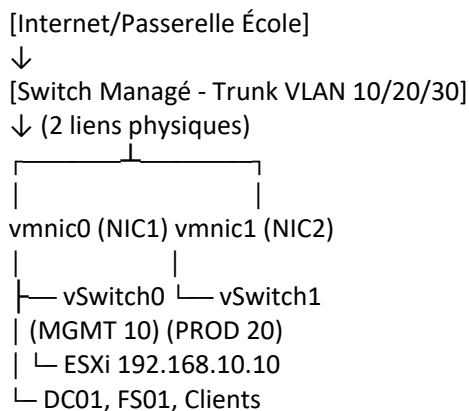 [Internet/Passerelle École]
↓
[Switch Managé - Trunk VLAN 10/20/30]
↓ (2 liens physiques)
┌──────┴───────┐
│ │
vmnic0 (NIC1) vmnic1 (NIC2)
│ │
├── vSwitch0 └── vSwitch1
│ (MGMT 10) (PROD 20)
│ └─ ESXi 192.168.10.10
└─ DC01, FS01, Clients